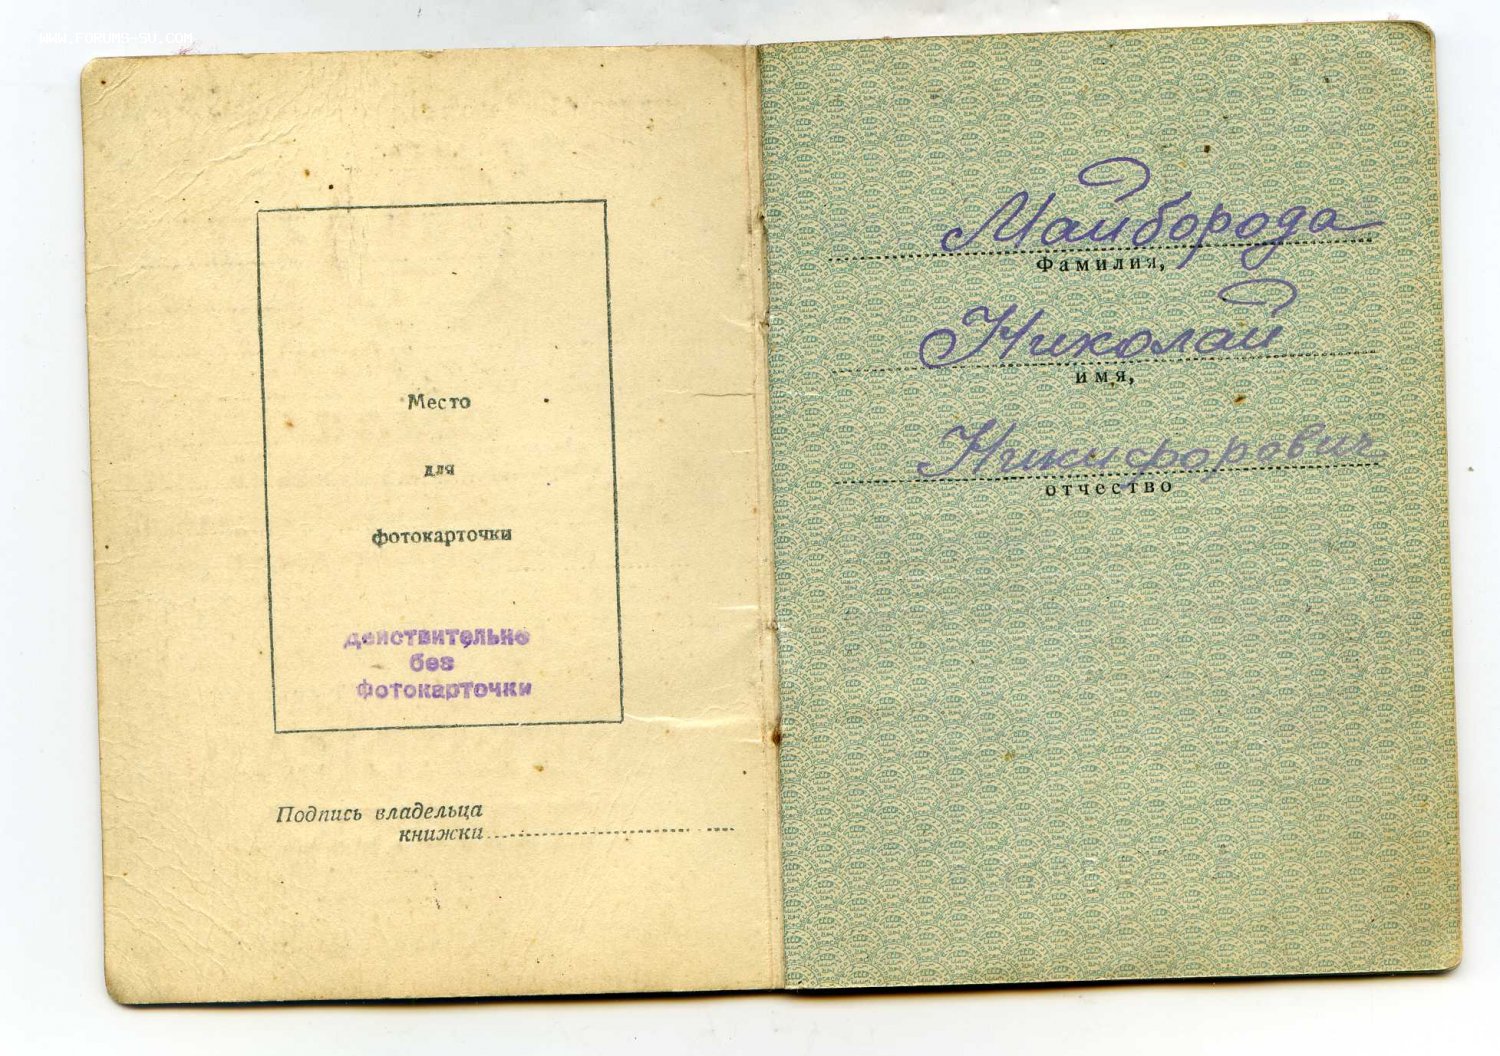 WWW.FORUMS-SU.COM
Место
для
фотокарточки
действительно
без
фотокарточки
Подпись владельца
книжки
Майборода
Фамилия,
Николай
имя,
Никифорович
отчество